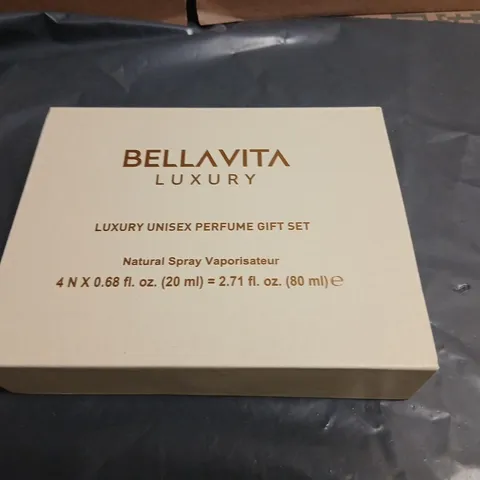 BELLAVITA
LUXURY
LUXURY UNISEX PERFUME GIFT SET
Natural Spray Vaporisateur
4 N X 0.68 fl. oz. (20 ml) = 2.71 fl. oz. (80 ml) ℮